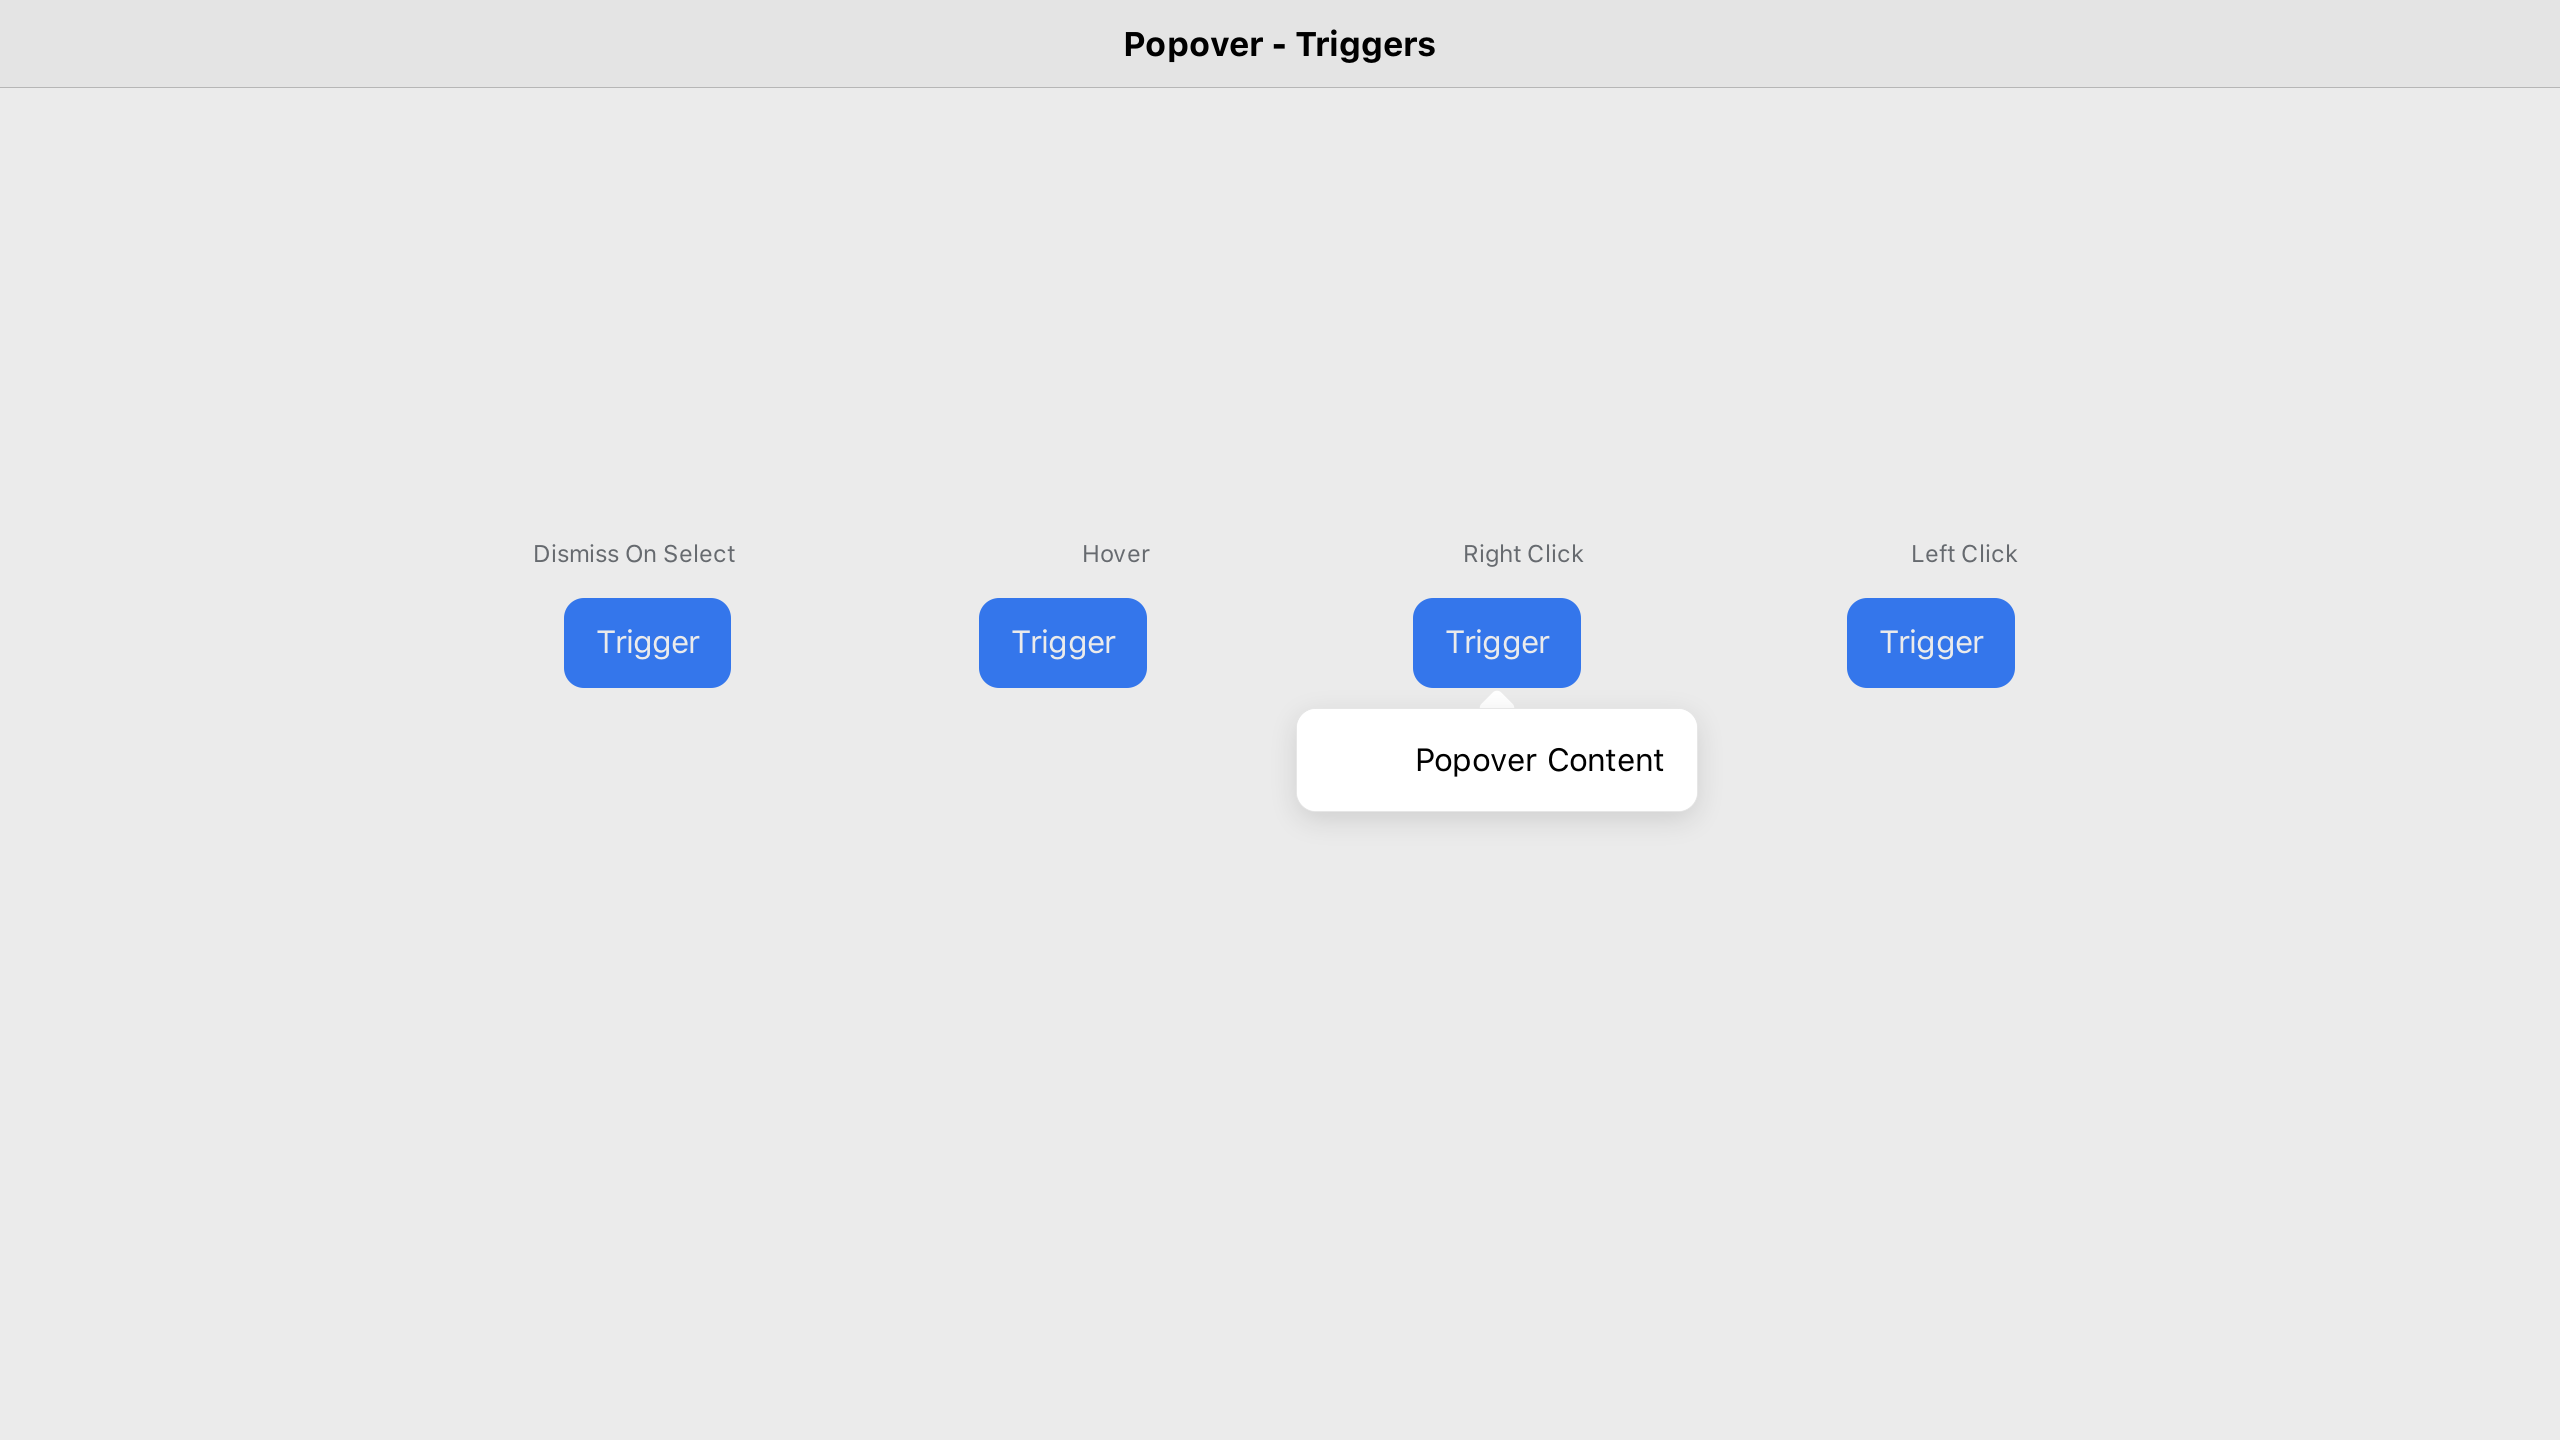 Popover - Triggers
Dismiss On Select
Hover
Right Click
Left Click
Trigger
Trigger
Trigger
Trigger
Popover Content